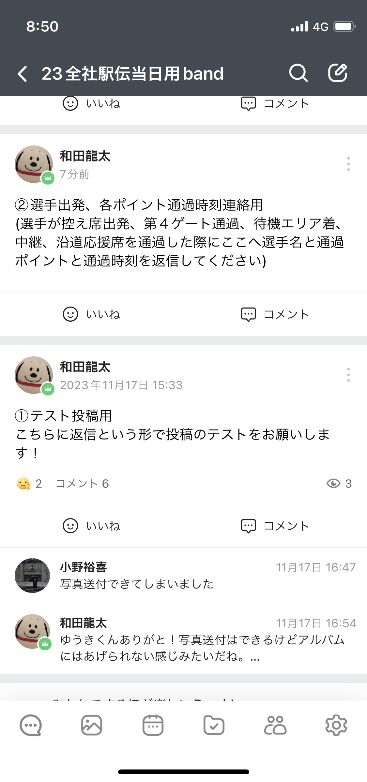 8:50
4G
23全社駅伝当日用band
いいね
コメント
和田龍太
7分前
②選手出発、各ポイント通過時刻連絡用
(選手が控え席出発、第４ゲート通過、待機エリア着、
中継、沿道応援席を通過した際にここへ選手名と通過
ポイントと通過時刻を返信してください)
いいね
コメント
和田龍太
2023年11月17日 15:33
①テスト投稿用
こちらに返信という形で投稿のテストをお願いしま
す！
2 コメント 6
3
いいね
コメント
小野裕喜
11月17日 16:47
写真送付できてしまいました
和田龍太
11月17日 16:54
ゆうきくんありがと！写真送付はできるけどアルバム
にはあげられない感じみたいだね。...